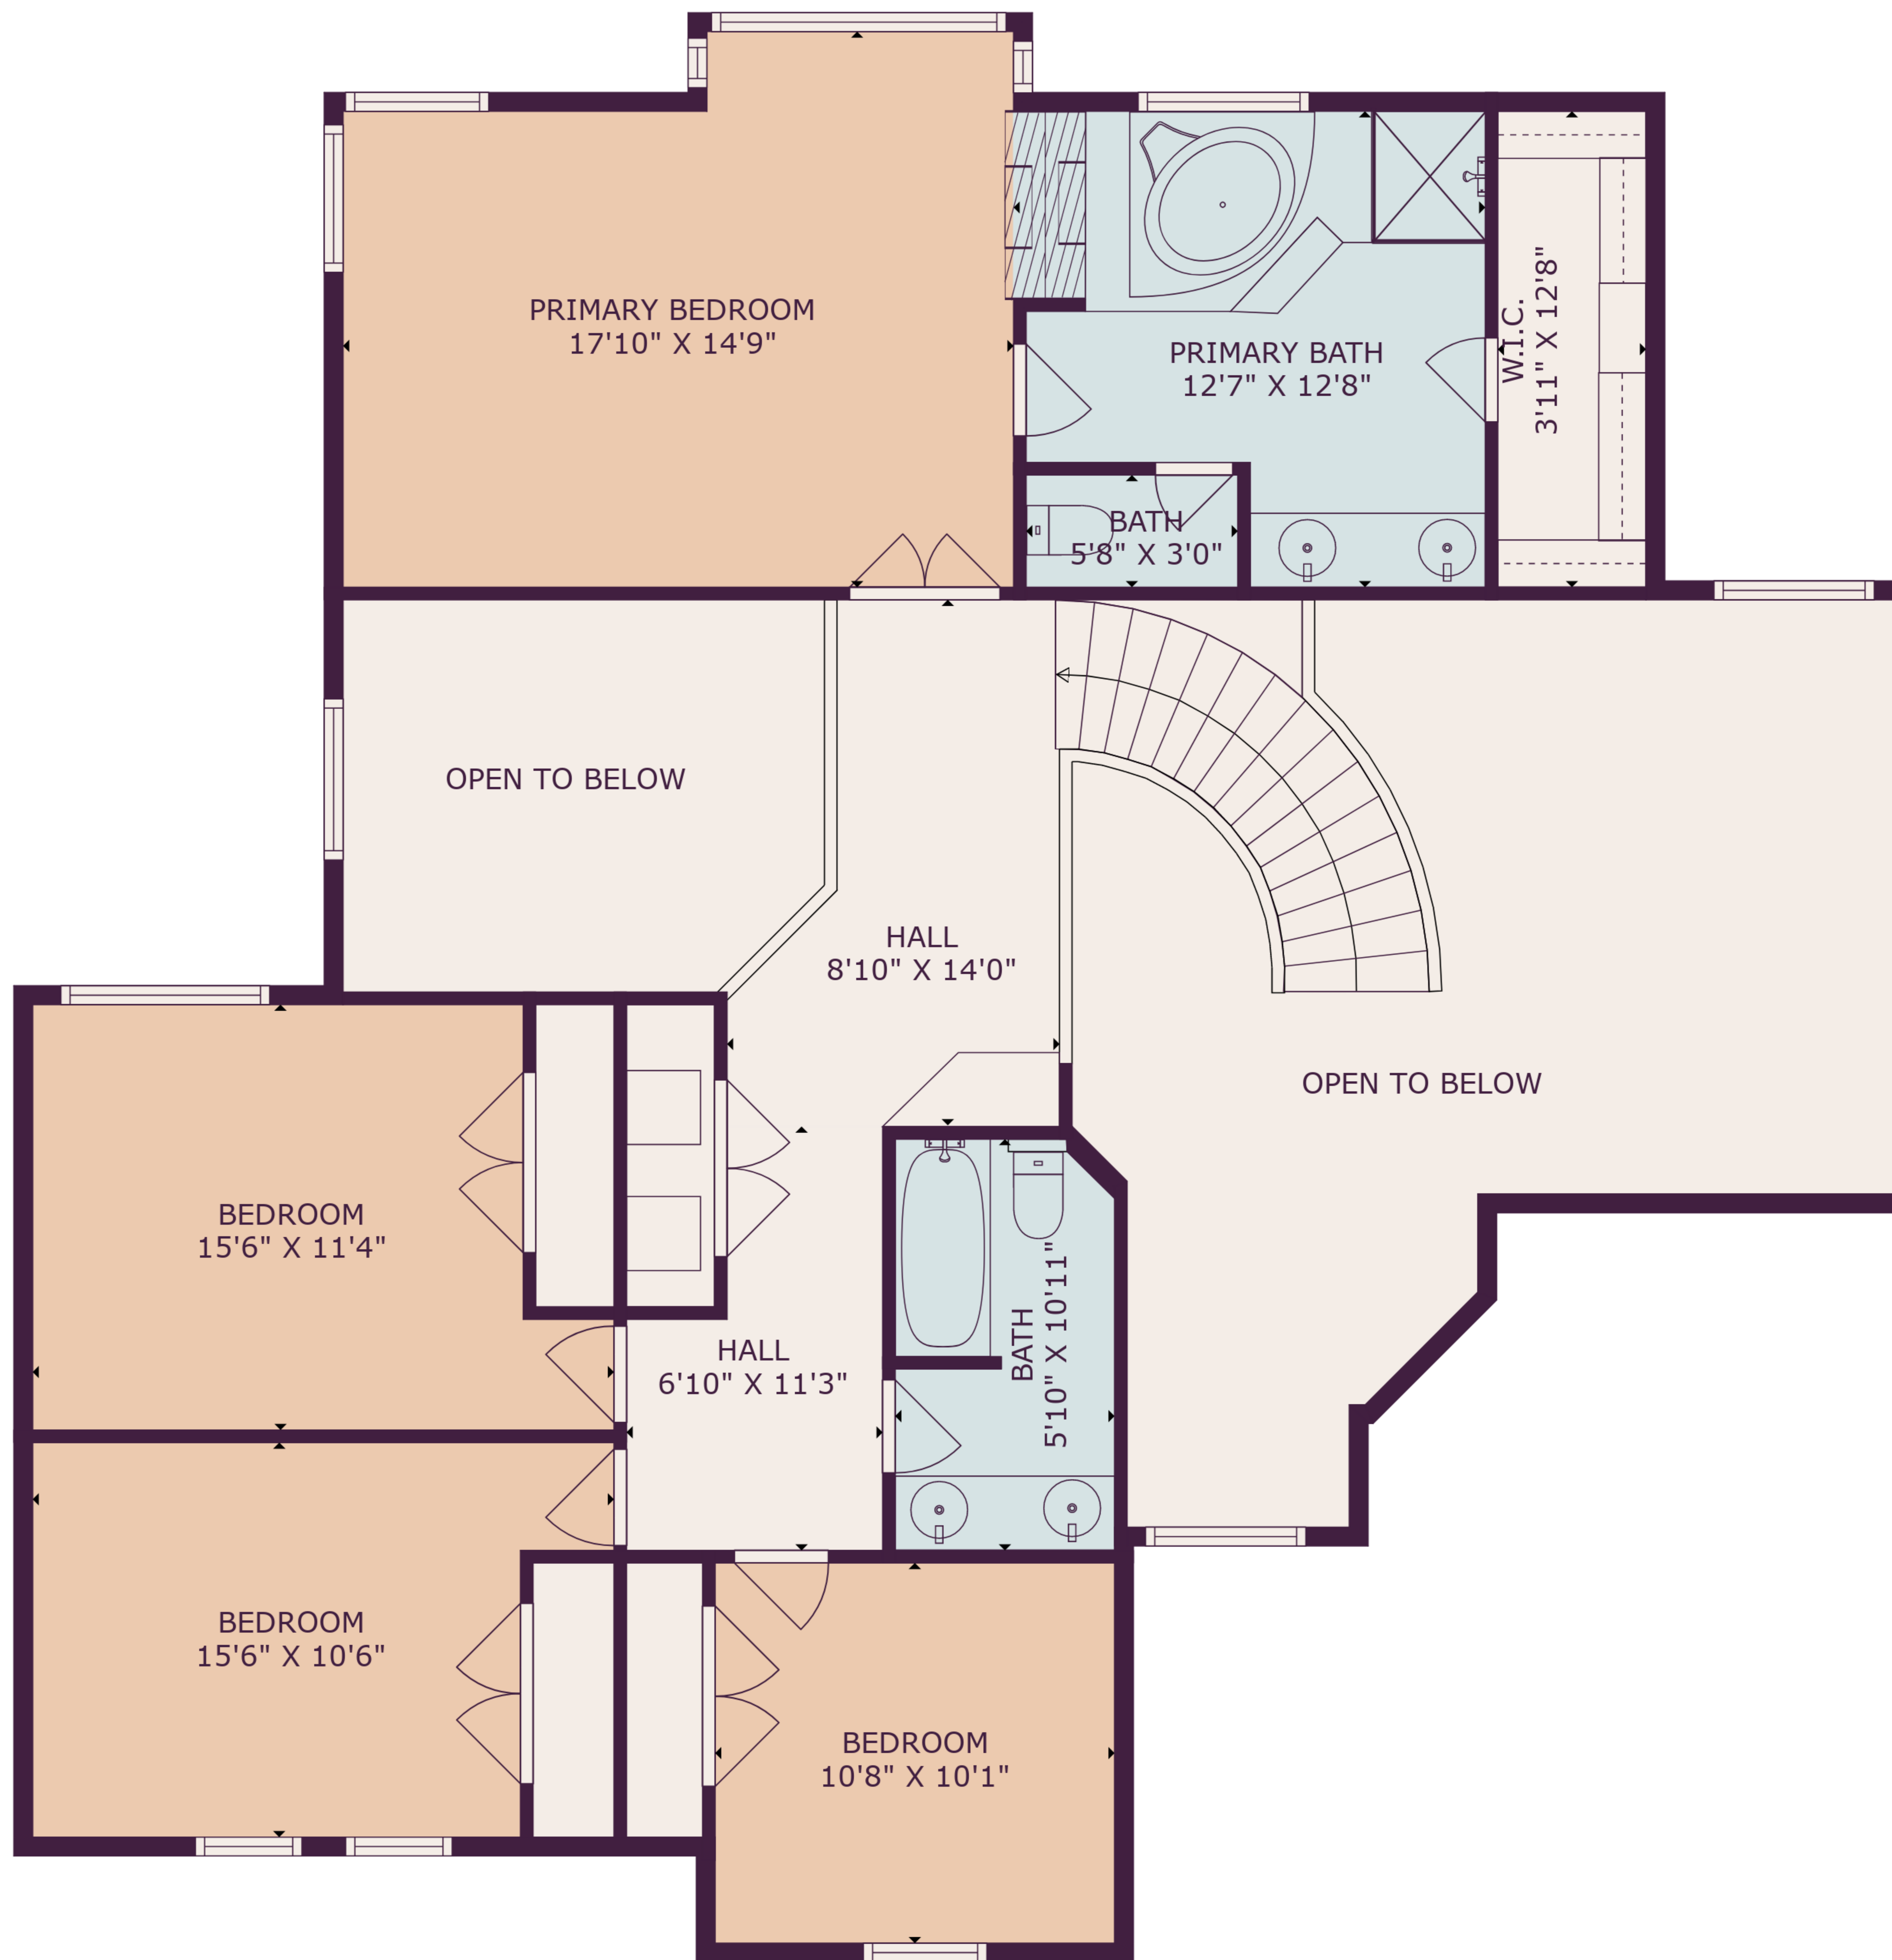 PRIMARY BEDROOM
17'10" X 14'9"
PRIMARY BATH
12'7" X 12'8"
W.I.C.
3'11" X 12'8"
BATH
5'8" X 3'0"
OPEN TO BELOW
HALL
8'10" X 14'0"
OPEN TO BELOW
BEDROOM
15'6" X 11'4"
HALL
6'10" X 11'3"
BATH
5'10" X 10'11"
BEDROOM
15'6" X 10'6"
BEDROOM
10'8" X 10'1"